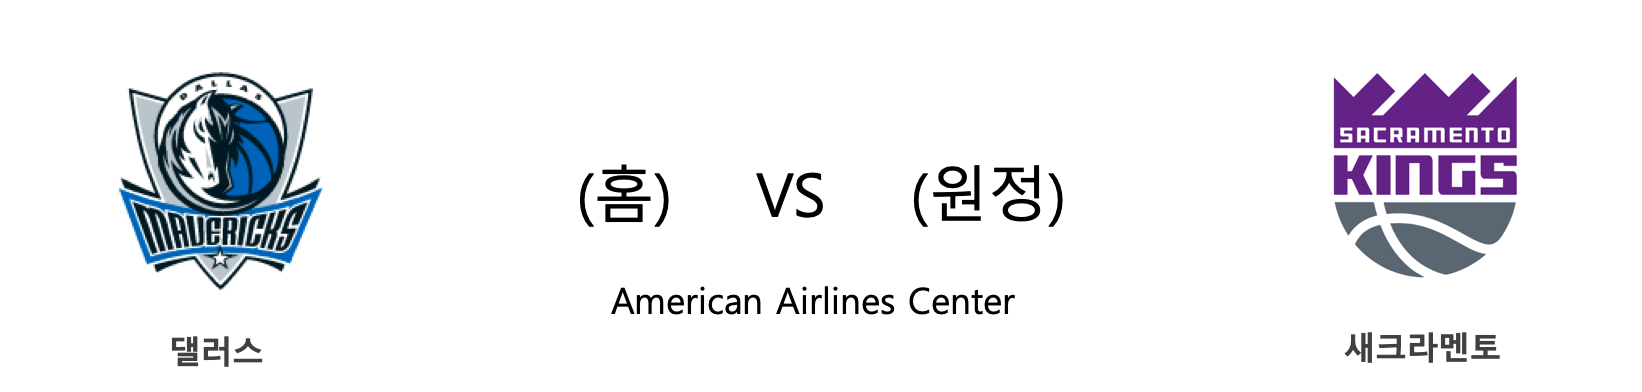 DALLAS
MAVERICKS
댈러스
(홈) VS (원정)
American Airlines Center
SACRAMENTO
KINGS
새크라멘토